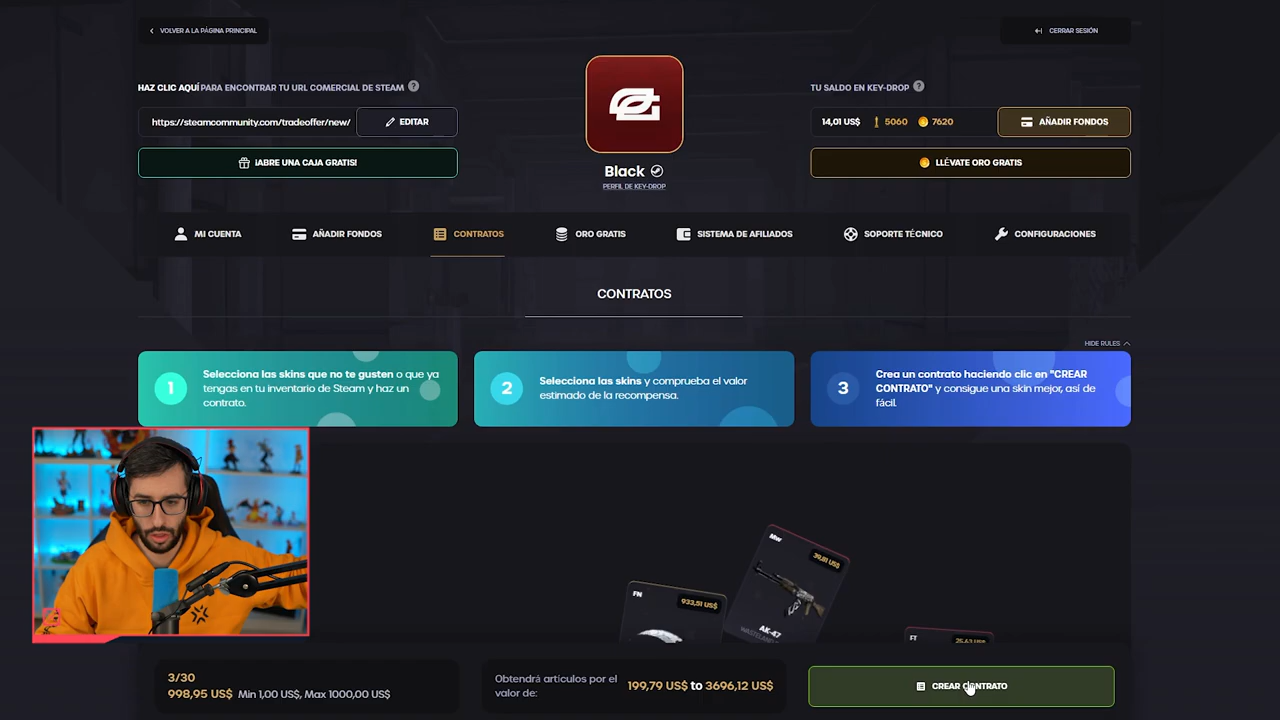 VOLVER A LA PÁGINA PRINCIPAL
CERRAR SESIÓN
HAZ CLIC AQUÍ PARA ENCONTRAR TU URL COMERCIAL DE STEAM ?
https://steamcommunity.com/tradeoffer/new/
EDITAR
¡ABRE UNA CAJA GRATIS!
Black
PERFIL DE KEY-DROP
TU SALDO EN KEY-DROP ?
14,01 US$ 5060 7620
AÑADIR FONDOS
LLÉVATE ORO GRATIS
MI CUENTA
AÑADIR FONDOS
CONTRATOS
ORO GRATIS
SISTEMA DE AFILIADOS
SOPORTE TÉCNICO
CONFIGURACIONES
CONTRATOS
HIDE RULES
1
Selecciona las skins que no te gusten o que ya
tengas en tu inventario de Steam y haz un
contrato.
2
Selecciona las skins y comprueba el valor
estimado de la recompensa.
3
Crea un contrato haciendo clic en "CREAR
CONTRATO" y consigue una skin mejor, así de
fácil.
MW
39,81 US$
AK-47
FN
933,51 US$
FT
25,63 US$
3/30
998,95 US$ Min 1,00 US$, Max 1000,00 US$
Obtendrá artículos por el
valor de:
199,79 US$ to 3696,12 US$
CREAR CONTRATO